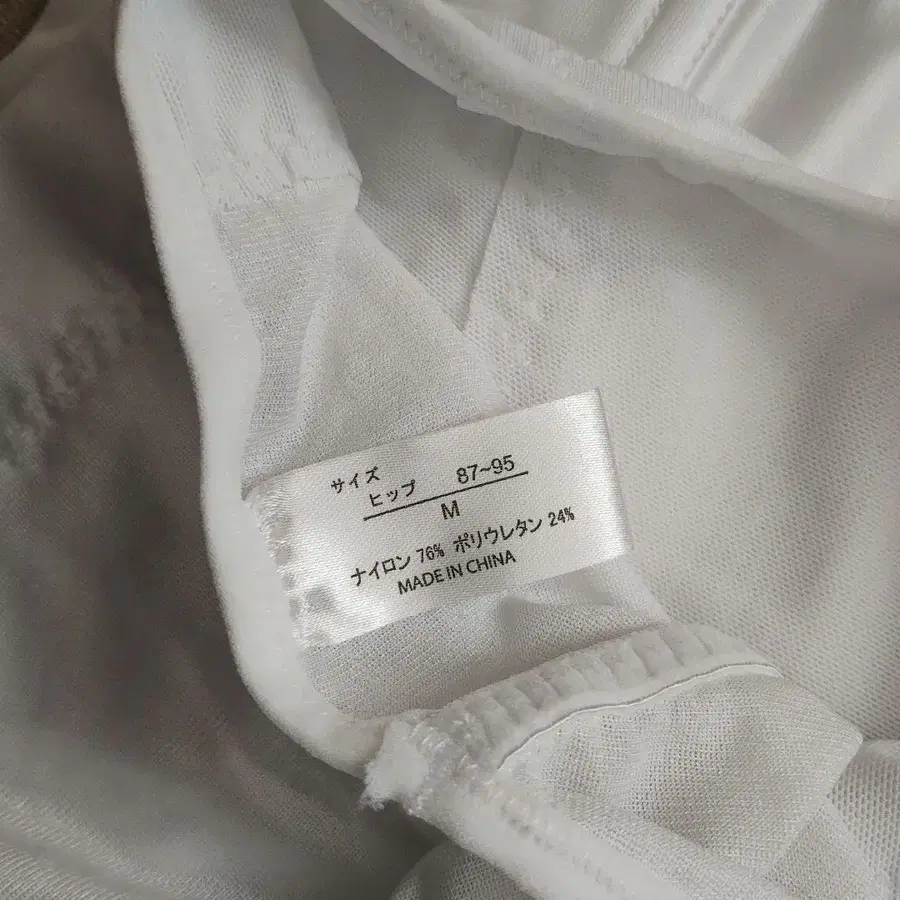 サイズ
ヒップ 87~95
M
ナイロン 76% ポリウレタン 24%
MADE IN CHINA